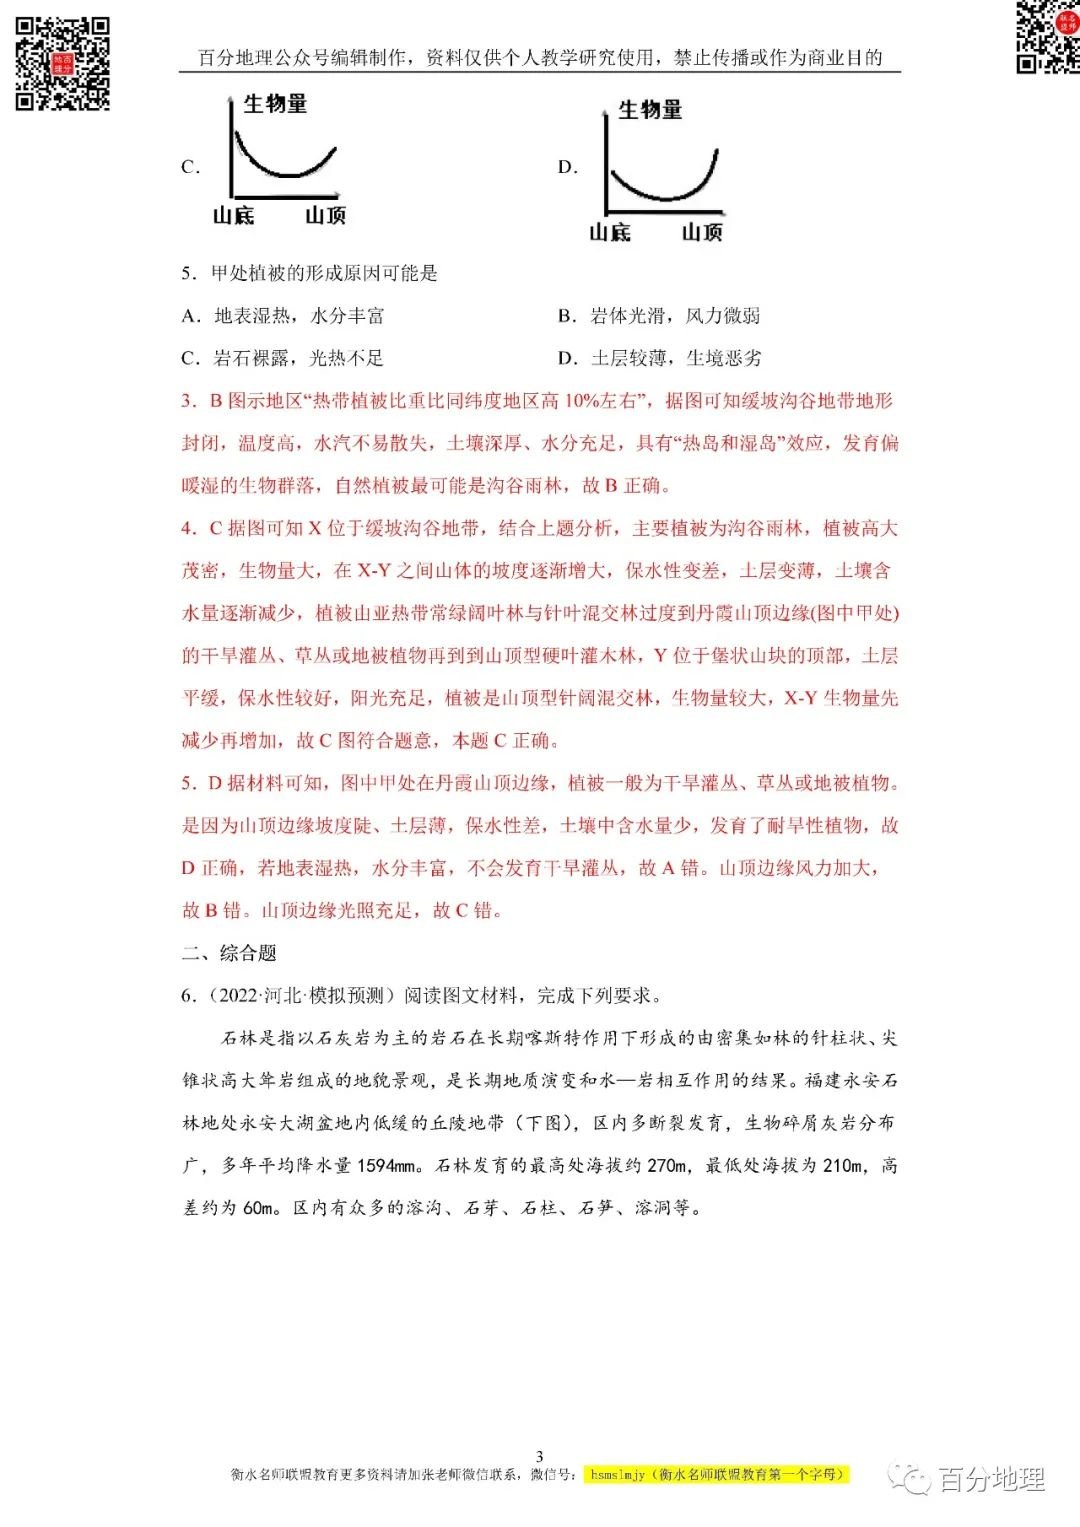 百分地理公众号编辑制作，资料仅供个人教学研究使用，禁止传播或作为商业目的
地百
理分
联名
盟师
C． 生物量 山底 山顶
D． 生物量 山底 山顶
5．甲处植被的形成原因可能是
A．地表湿热，水分丰富 B．岩体光滑，风力微弱
C．岩石裸露，光热不足 D．土层较薄，生境恶劣
3．B 图示地区“热带植被比重比同纬度地区高 10%左右”，据图可知缓坡沟谷地带地形
封闭，温度高，水汽不易散失，土壤深厚、水分充足，具有“热岛和湿岛”效应，发育偏
暖湿的生物群落，自然植被最可能是沟谷雨林，故 B 正确。
4．C 据图可知 X 位于缓坡沟谷地带，结合上题分析，主要植被为沟谷雨林，植被高大
茂密，生物量大，在 X-Y 之间山体的坡度逐渐增大，保水性变差，土层变薄，土壤含
水量逐渐减少，植被由亚热带常绿阔叶林与针叶混交林过度到丹霞山顶边缘(图中甲处)
的干旱灌丛、草丛或地被植物再到到山顶型硬叶灌木林，Y 位于堡状山块的顶部，土层
平缓，保水性较好，阳光充足，植被是山顶型针阔混交林，生物量较大，X-Y 生物量先
减少再增加，故 C 图符合题意，本题 C 正确。
5．D 据材料可知，图中甲处在丹霞山顶边缘，植被一般为干旱灌丛、草丛或地被植物。
是因为山顶边缘坡度陡、土层薄，保水性差，土壤中含水量少，发育了耐旱性植物，故
D 正确，若地表湿热，水分丰富，不会发育干旱灌丛，故 A 错。山顶边缘风力加大，
故 B 错。山顶边缘光照充足，故 C 错。
二、综合题
6．（2022·河北·模拟预测）阅读图文材料，完成下列要求。
石林是指以石灰岩为主的岩石在长期喀斯特作用下形成的由密集如林的针柱状、尖
锥状高大耸岩组成的地貌景观，是长期地质演变和水—岩相互作用的结果。福建永安石
林地处永安大湖盆地内低缓的丘陵地带（下图），区内多断裂发育，生物碎屑灰岩分布
广，多年平均降水量 1594mm。石林发育的最高处海拔约 270m，最低处海拔为 210m，高
差约为 60m。区内有众多的溶沟、石芽、石柱、石笋、溶洞等。
3
衡水名师联盟教育更多资料请加张老师微信联系，微信号： hsmslmjy（衡水名师联盟教育第一个字母）
百分地理